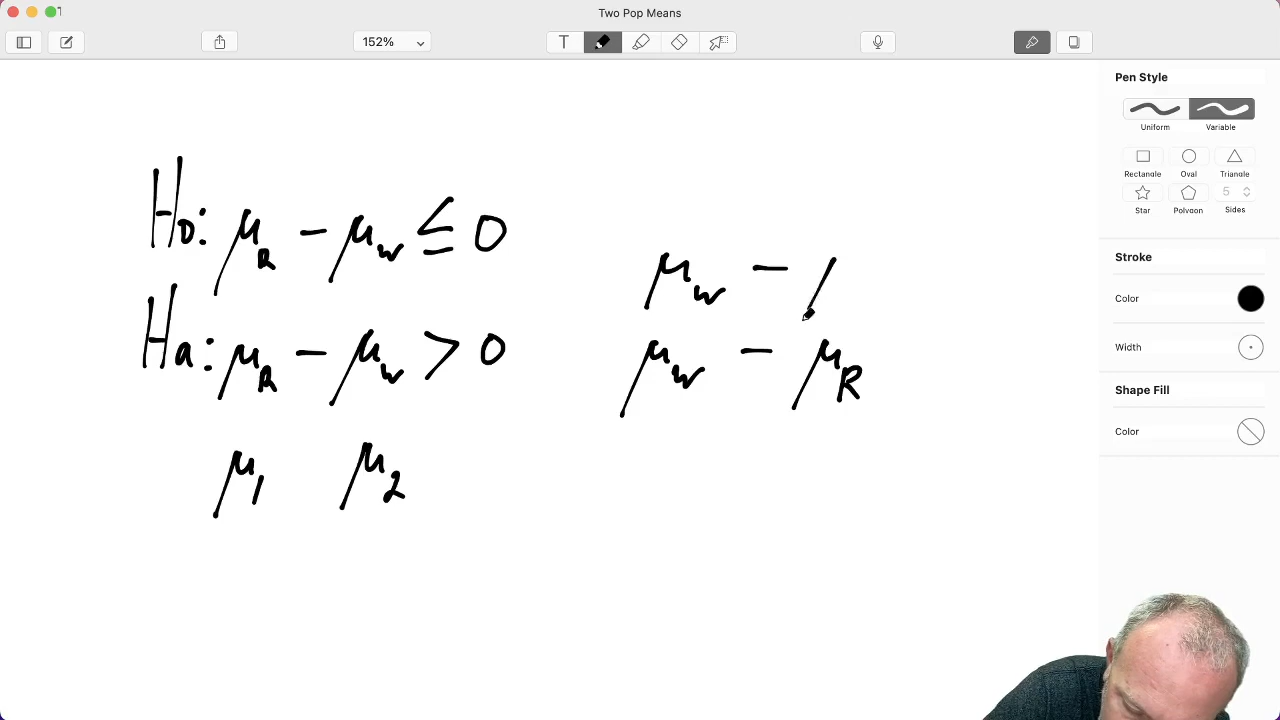 Two Pop Means
152%
T
Pen Style
Uniform Variable
Rectangle Oval Triangle
Star Polygon 5 Sides
Stroke
Color
Width
Shape Fill
Color
H0: μR − μw ≤ 0
Ha: μR − μw > 0
μ1 μ2
μw −
μw − μR